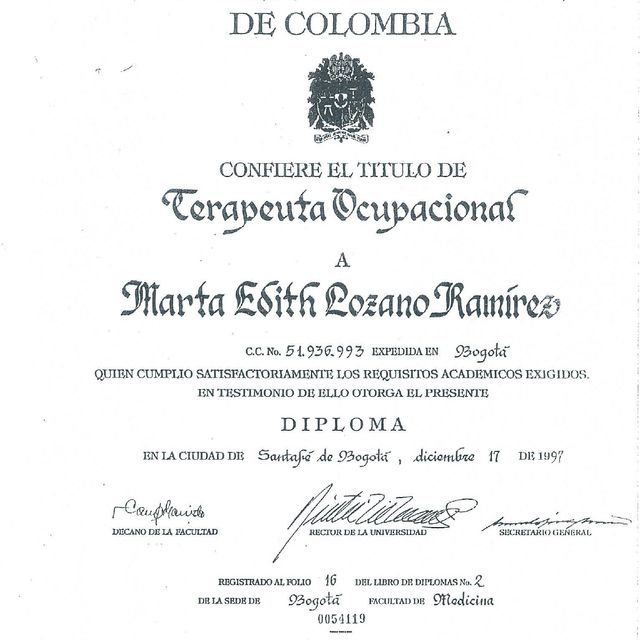 DE COLOMBIA
CONFIERE EL TITULO DE
Terapeuta Ocupacional
A
Marta Edith Lozano Ramírez
C.C. No. 51.936.993 EXPEDIDA EN Bogotá
QUIEN CUMPLIO SATISFACTORIAMENTE LOS REQUISITOS ACADEMICOS EXIGIDOS.
EN TESTIMONIO DE ELLO OTORGA EL PRESENTE
DIPLOMA
EN LA CIUDAD DE Santafé de Bogotá, diciembre 17 DE 1997
DECANO DE LA FACULTAD RECTOR DE LA UNIVERSIDAD SECRETARIO GENERAL
REGISTRADO AL FOLIO 16 DEL LIBRO DE DIPLOMAS No. 2
DE LA SEDE DE Bogotá FACULTAD DE Medicina
0054119